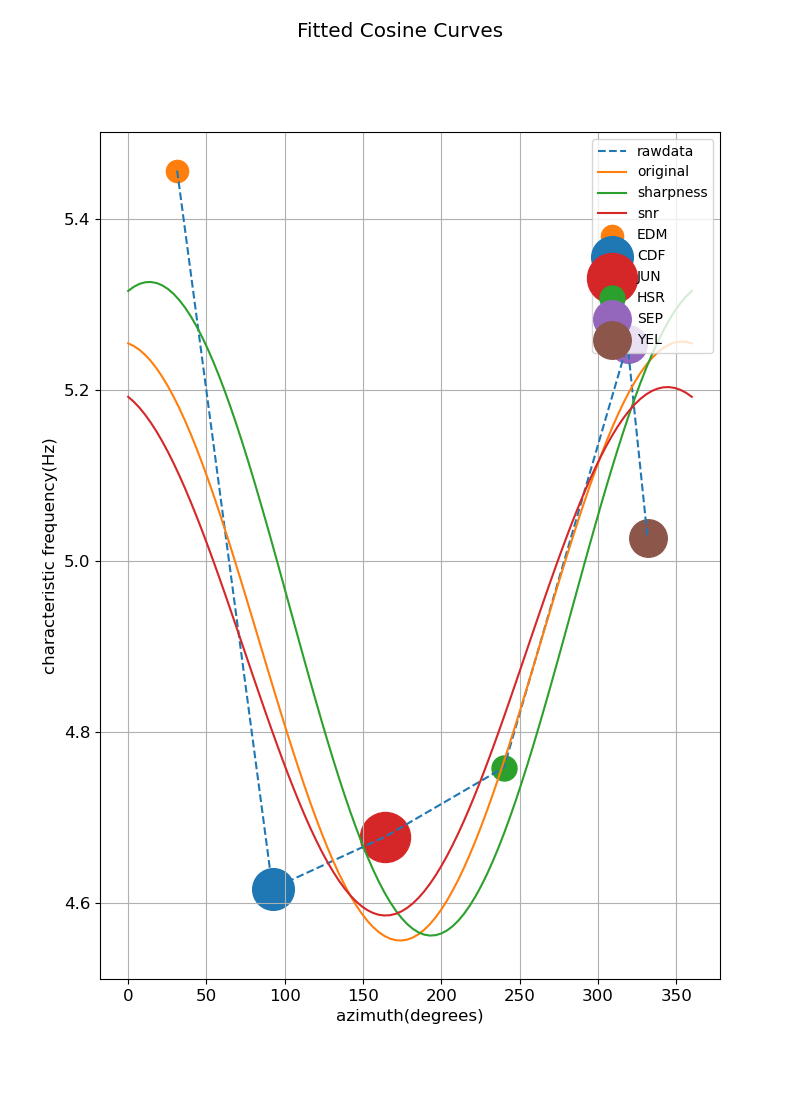 Fitted Cosine Curves
rawdata
original
sharpness
snr
EDM
CDF
JUN
HSR
SEP
YEL
5.4
5.2
5.0
4.8
4.6
characteristic frequency(Hz)
0 50 100 150 200 250 300 350
azimuth(degrees)